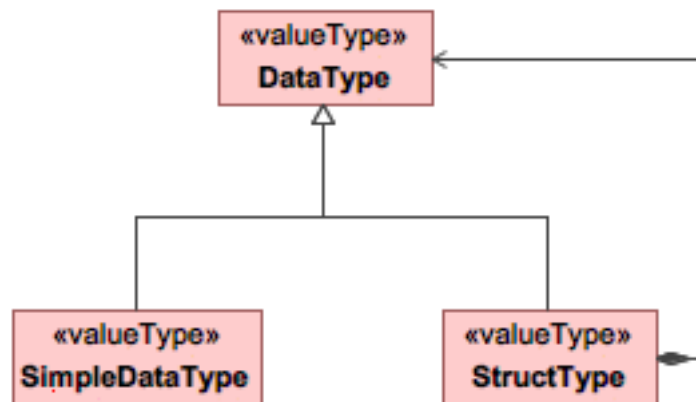 «valueType»
DataType
«valueType»
SimpleDataType
«valueType»
StructType